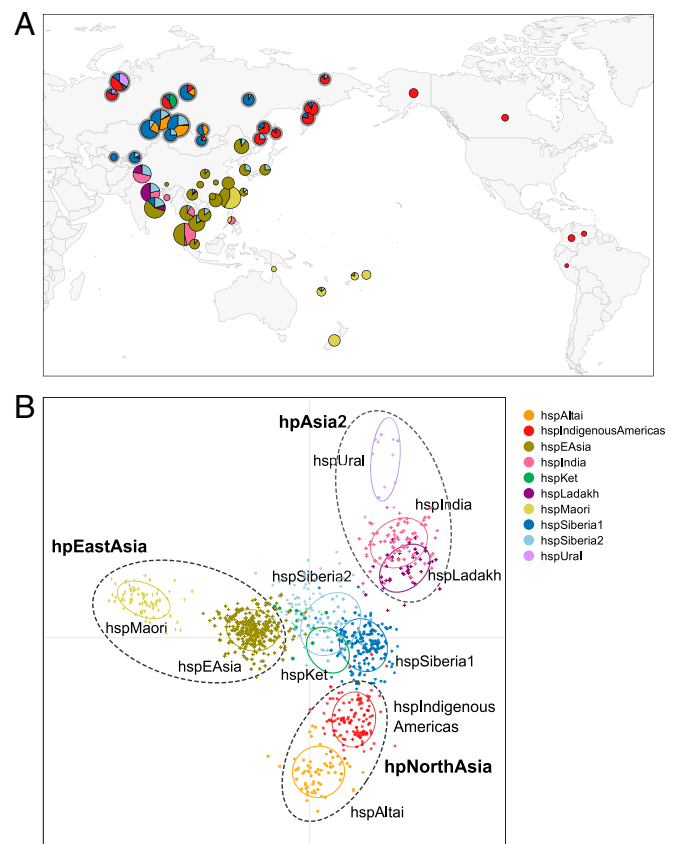 A
B
hspAltai
hspIndigenousAmericas
hspEAsia
hspIndia
hspKet
hspLadakh
hspMaori
hspSiberia1
hspSiberia2
hspUral
hpAsia2
hspUral
hspIndia
hpEastAsia
hspSiberia2
hspLadakh
hspMaori
hspEAsia
hspKet
hspSiberia1
hspIndigenous
Americas
hpNorthAsia
hspAltai